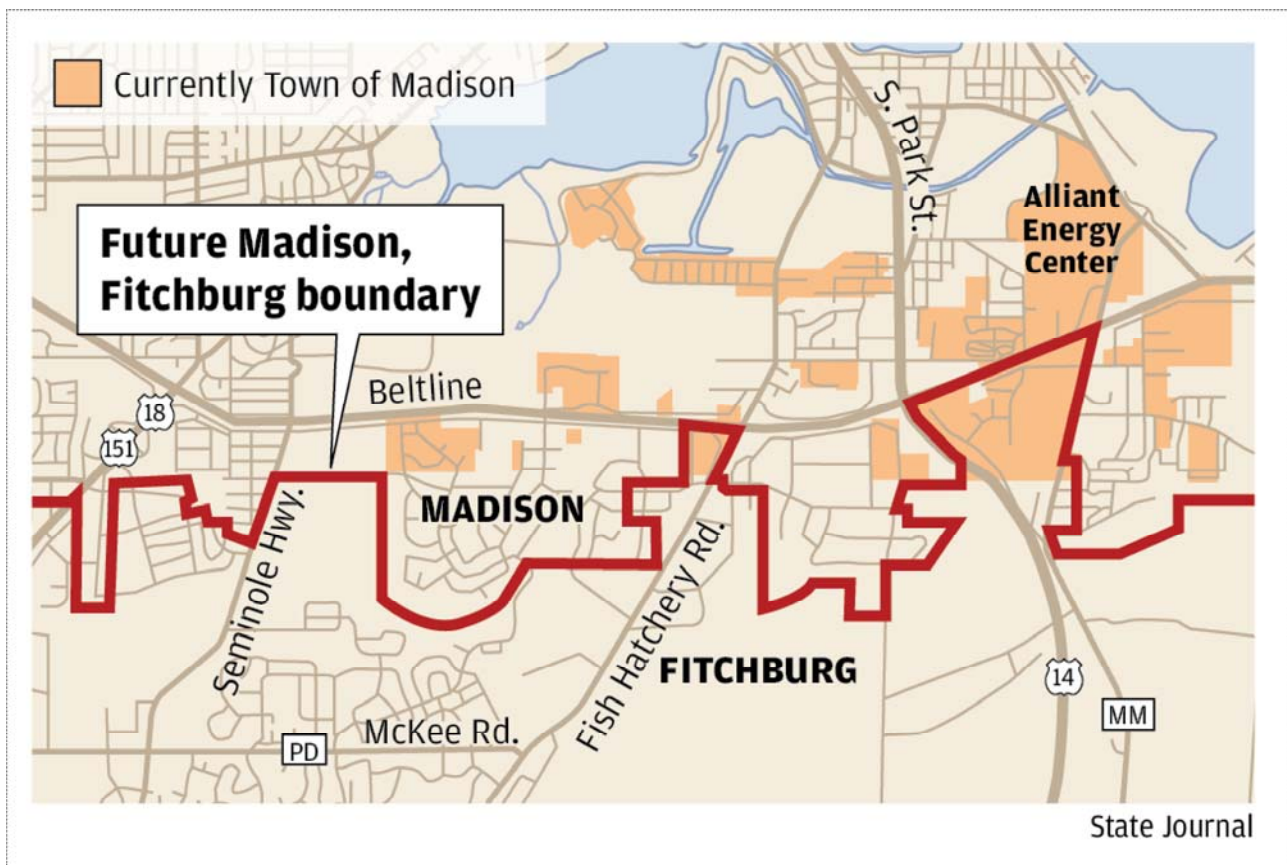 Currently Town of Madison
S. Park St.
Alliant
Energy
Center
Future Madison,
Fitchburg boundary
Beltline
18
151
MADISON
Seminole Hwy.
Fish Hatchery Rd.
FITCHBURG
14
MM
McKee Rd.
PD
State Journal